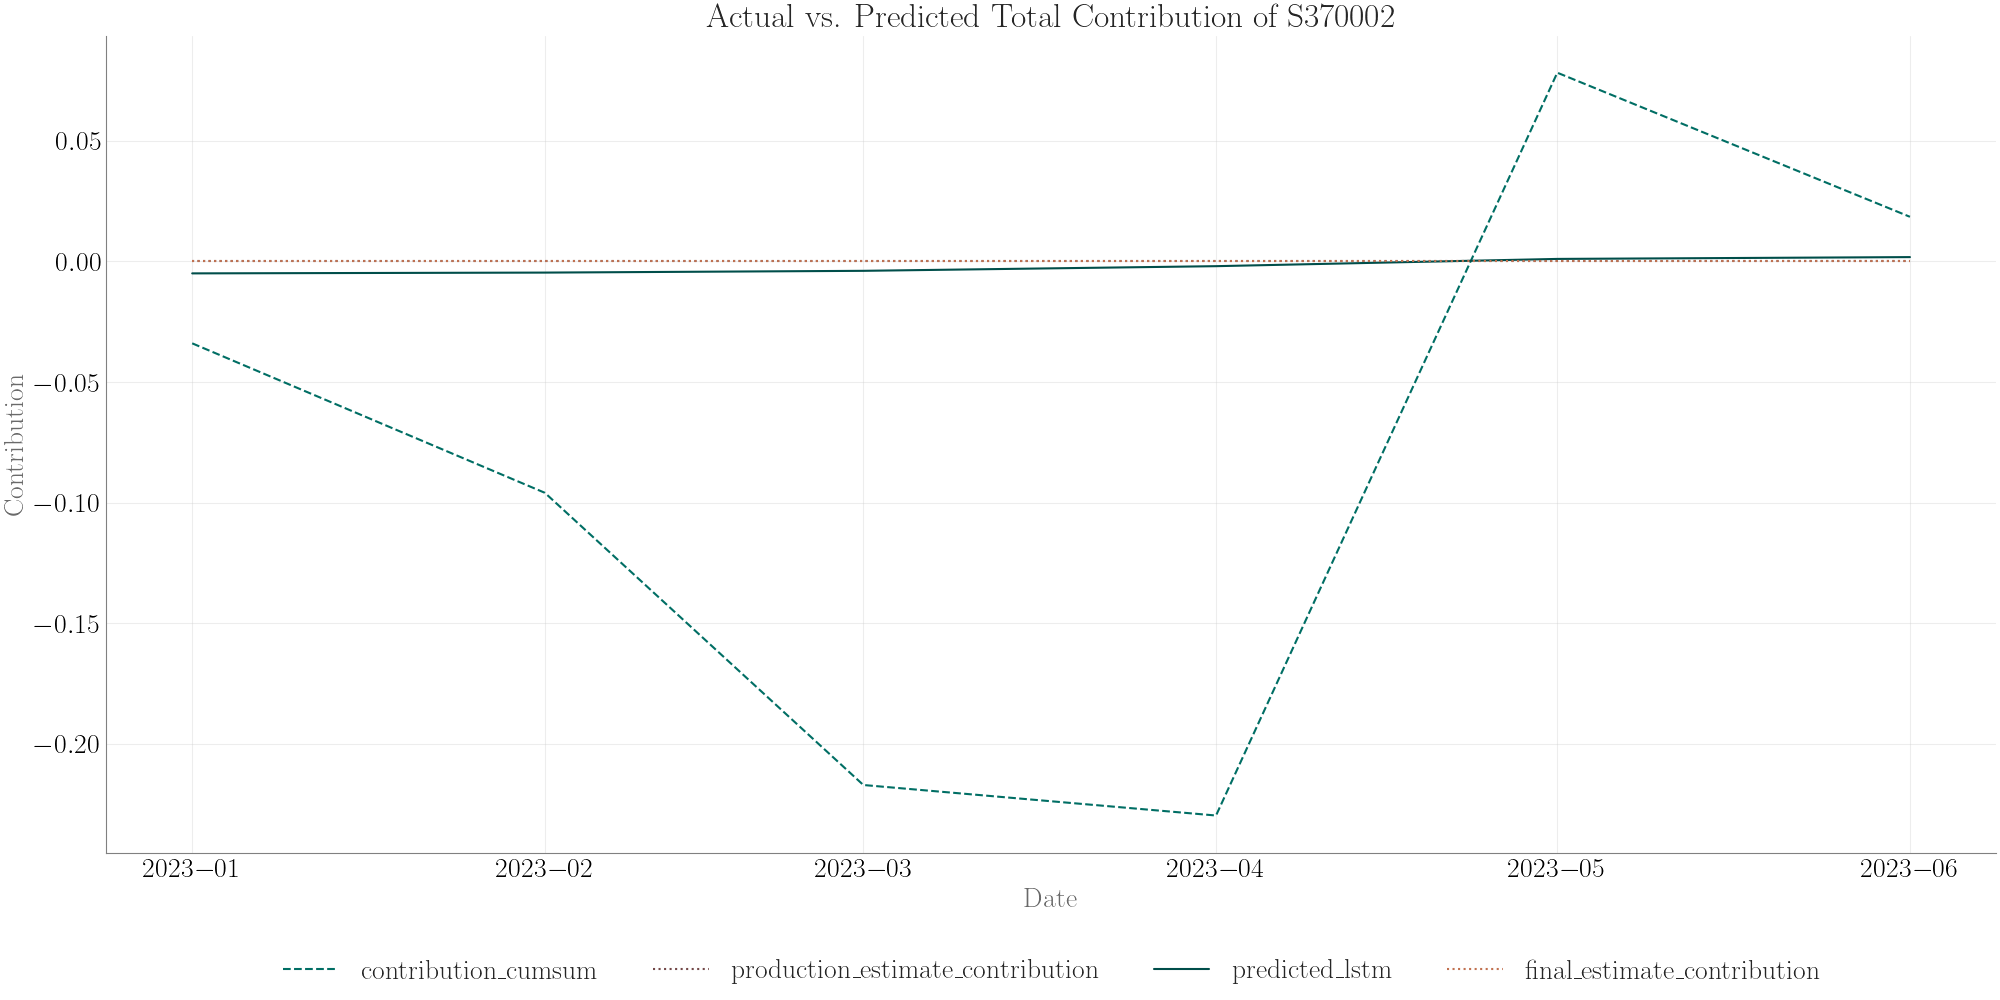 Actual vs. Predicted Total Contribution of S370002
0.05
0.00
−0.05
−0.10
−0.15
−0.20
Contribution
2023−01 2023−02 2023−03 2023−04 2023−05 2023−06
Date
contribution_cumsum production_estimate_contribution predicted_lstm final_estimate_contribution